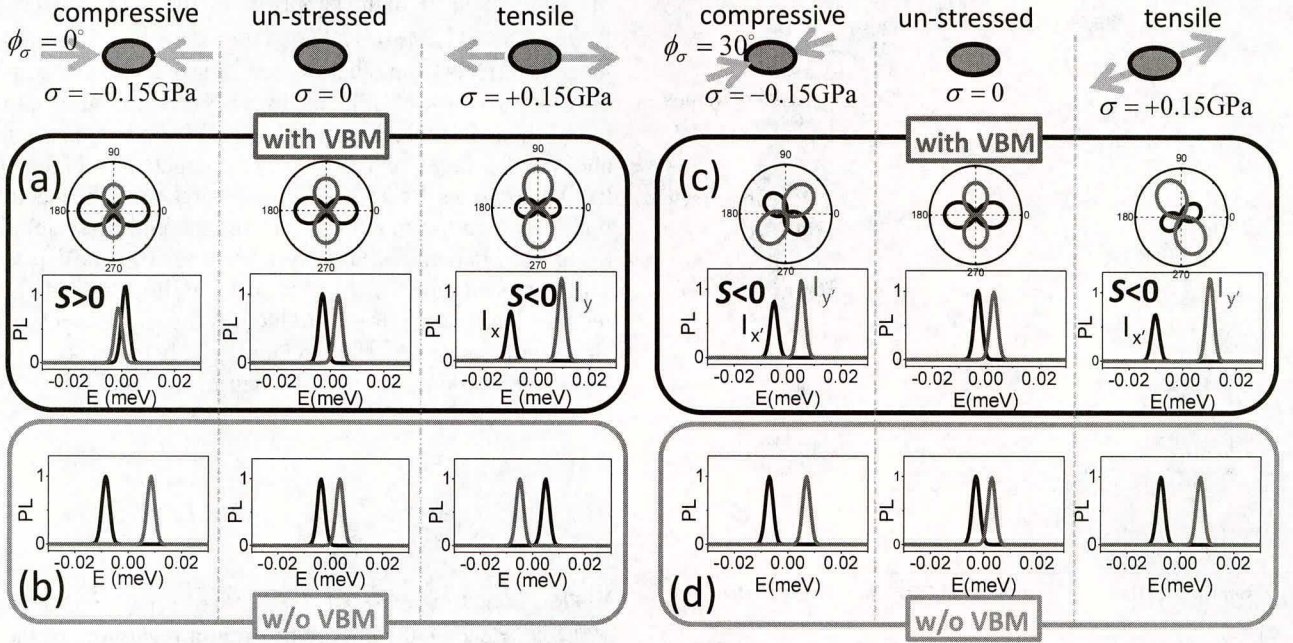 compressive un-stressed tensile
ϕσ = 0°
σ = −0.15GPa σ = 0 σ = +0.15GPa
with VBM
(a)
90 90 90
180 0 180 0 180 0
270 270 270
S>0 S<0 Iy
Ix
PL 1 0 PL 1 0 PL 1 0
-0.02 0.00 0.02 -0.02 0.00 0.02 -0.02 0.00 0.02
E (meV) E(meV) E (meV)
PL 1 0 PL 1 0 PL 1 0
-0.02 0.00 0.02 -0.02 0.00 0.02 -0.02 0.00 0.02
E (meV) E (meV) E (meV)
(b)
w/o VBM
compressive un-stressed tensile
ϕσ = 30°
σ = −0.15GPa σ = 0 σ = +0.15GPa
with VBM
(c)
90 90 90
180 0 180 0 180 0
270 270 270
S<0 Iy' S<0 Iy'
Ix' Ix'
PL 1 0 PL 1 0 PL 1 0
-0.02 0.00 0.02 -0.02 0.00 0.02 -0.02 0.00 0.02
E(meV) E(meV) E (meV)
PL 1 0 PL 1 0 PL 1 0
-0.02 0.00 0.02 -0.02 0.00 0.02 -0.02 0.00 0.02
E (meV) E (meV) E (meV)
(d)
w/o VBM